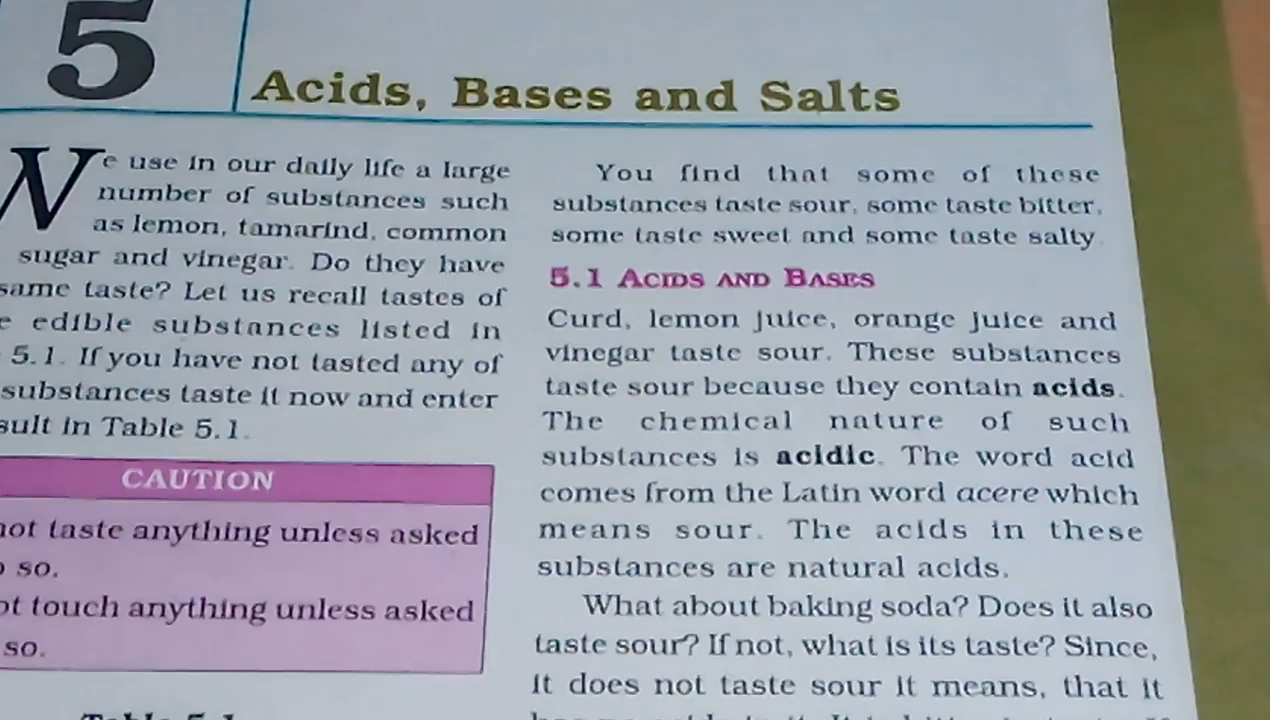 5
Acids, Bases and Salts
We use in our daily life a large
number of substances such
as lemon, tamarind, common
sugar and vinegar. Do they have
same taste? Let us recall tastes of
edible substances listed in
5.1. If you have not tasted any of
substances taste it now and enter
in Table 5.1.
CAUTION
not taste anything unless asked
so.
touch anything unless asked
so.
Table 5.1
You find that some of these
substances taste sour, some taste bitter,
some taste sweet and some taste salty.
5.1 ACIDS AND BASES
Curd, lemon juice, orange juice and
vinegar taste sour. These substances
taste sour because they contain acids.
The chemical nature of such
substances is acidic. The word acid
comes from the Latin word acere which
means sour. The acids in these
substances are natural acids.
What about baking soda? Does it also
taste sour? If not, what is its taste? Since,
it does not taste sour it means, that it